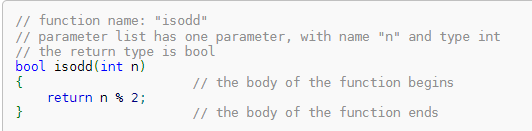 // function name: "isodd"
// parameter list has one parameter, with name "n" and type int
// the return type is bool
bool isodd(int n)
{                      // the body of the function begins
    return n % 2;
}                      // the body of the function ends